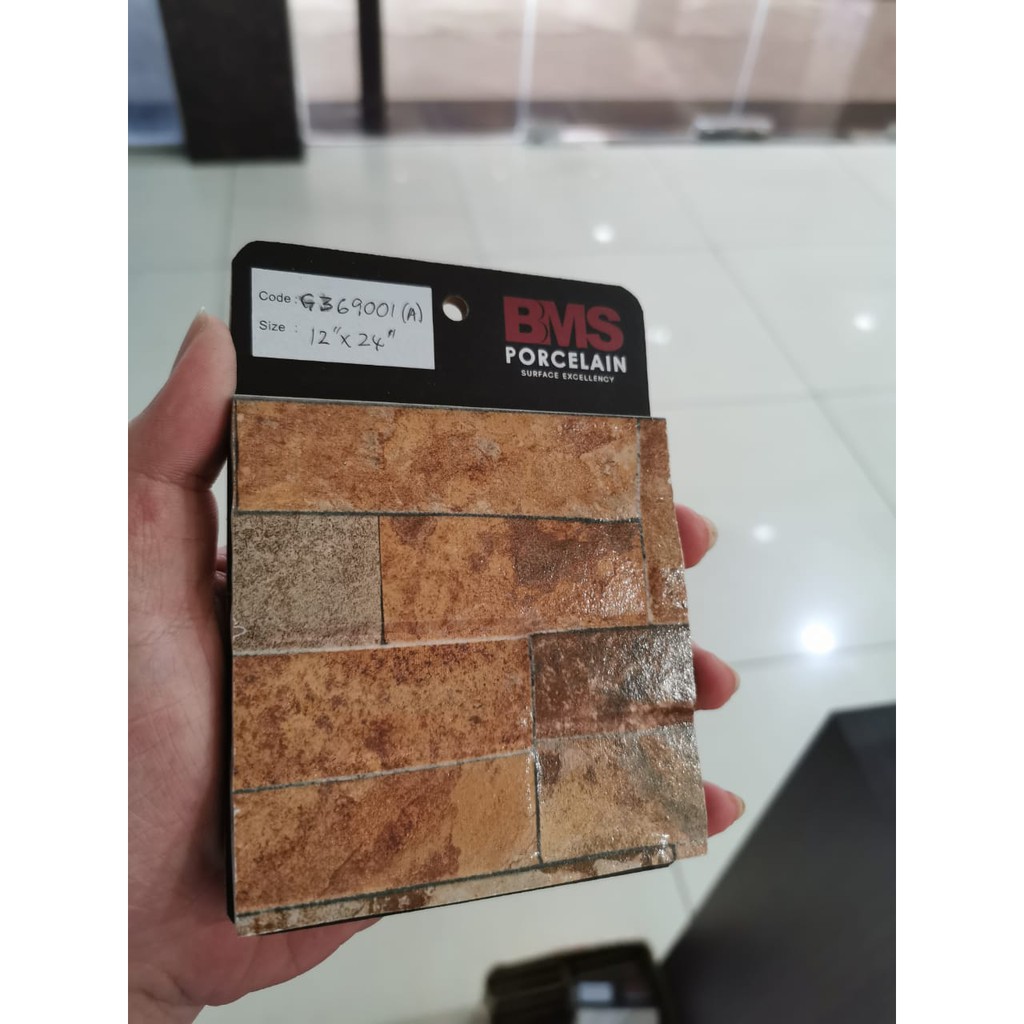 Code : G369001(A)
Size : 12" x 24"
BMS
PORCELAIN
SURFACE EXCELLENCY